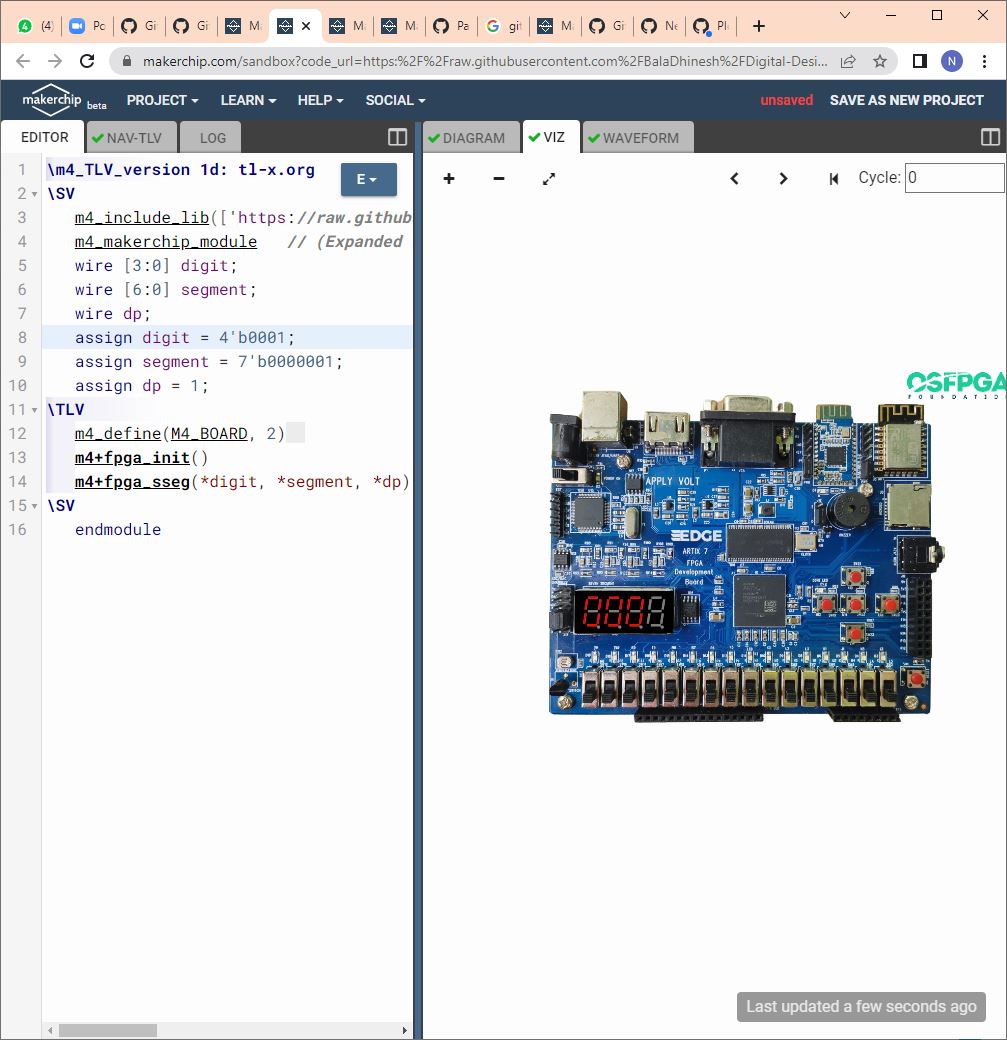 (4)
Po
Gi
Gi
Ma
Ma
Ma
Pa
git
Ma
Gi
Ne
makerchip.com/sandbox?code_url=https:%2F%2Fraw.githubusercontent.com%2FBalaDhinesh%2FDigital-Desi...
N
makerchip beta
PROJECT
LEARN
HELP
SOCIAL
unsaved
SAVE AS NEW PROJECT
EDITOR
NAV-TLV
LOG
DIAGRAM
VIZ
WAVEFORM
E
Cycle: 0
1 \m4_TLV_version 1d: tl-x.org
2 \SV
3 m4_include_lib(['https://raw.github
4 m4_makerchip_module // (Expanded
5 wire [3:0] digit;
6 wire [6:0] segment;
7 wire dp;
8 assign digit = 4'b0001;
9 assign segment = 7'b0000001;
10 assign dp = 1;
11 \TLV
12 m4_define(M4_BOARD, 2)
13 m4+fpga_init()
14 m4+fpga_sseg(*digit, *segment, *dp)
15 \SV
16 endmodule
OSFPGA
FOUNDATIO
APPLY VOLT
EDGE
ARTIX 7
FPGA
Development
Board
Last updated a few seconds ago